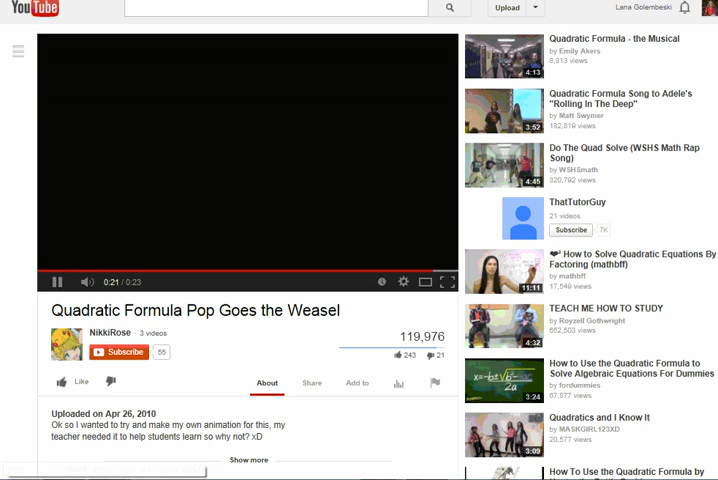 YouTube
Upload
Lana Golembeski
0:21 / 0:23
Quadratic Formula Pop Goes the Weasel
NikkiRose · 3 videos
Subscribe 55
119,976
243 21
Like
About Share Add to
Uploaded on Apr 26, 2010
Ok so I wanted to try and make my own animation for this, my
teacher needed it to help students learn so why not? xD
Show more
Quadratic Formula - the Musical
by Emily Akers
8,813 views
4:13
Quadratic Formula Song to Adele's
"Rolling In The Deep"
by Matt Swymer
182,819 views
3:52
Do The Quad Solve (WSHS Math Rap
Song)
by WSHSmath
320,792 views
4:45
ThatTutorGuy
21 videos
Subscribe 7K
❤² How to Solve Quadratic Equations By
Factoring (mathbff)
by mathbff
17,549 views
11:11
TEACH ME HOW TO STUDY
by Royzell Gothwright
652,503 views
4:32
How to Use the Quadratic Formula to
Solve Algebraic Equations For Dummies
by fordummies
67,877 views
x=-b±√b²-4ac
2a
3:24
Quadratics and I Know It
by MASKGIRL123XD
20,577 views
3:09
How To Use the Quadratic Formula by